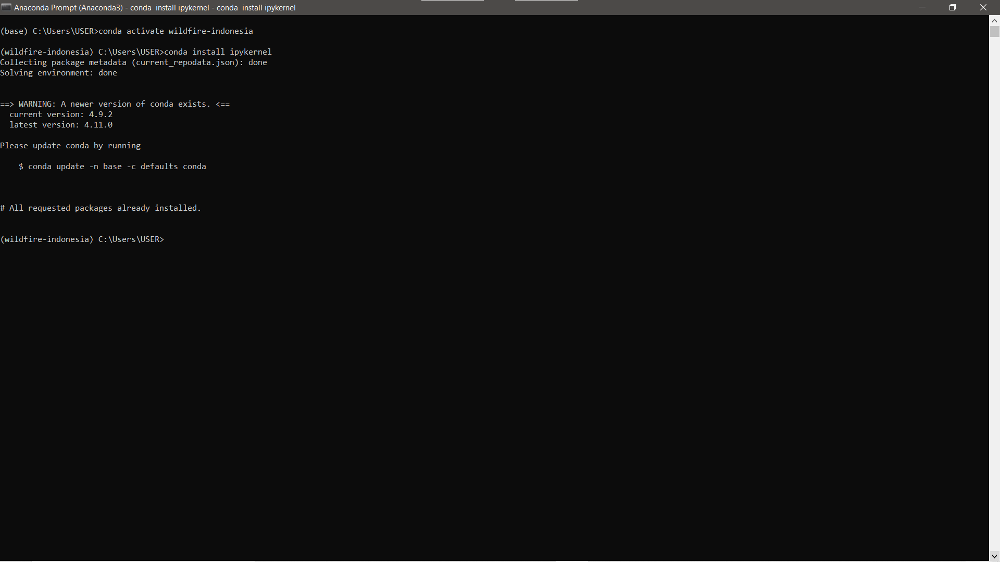 Anaconda Prompt (Anaconda3) - conda  install ipykernel - conda  install ipykernel
(base) C:\Users\USER>conda activate wildfire-indonesia
(wildfire-indonesia) C:\Users\USER>conda install ipykernel
Collecting package metadata (current_repodata.json): done
Solving environment: done
==> WARNING: A newer version of conda exists. <==
  current version: 4.9.2
  latest version: 4.11.0
Please update conda by running
    $ conda update -n base -c defaults conda
# All requested packages already installed.
(wildfire-indonesia) C:\Users\USER>